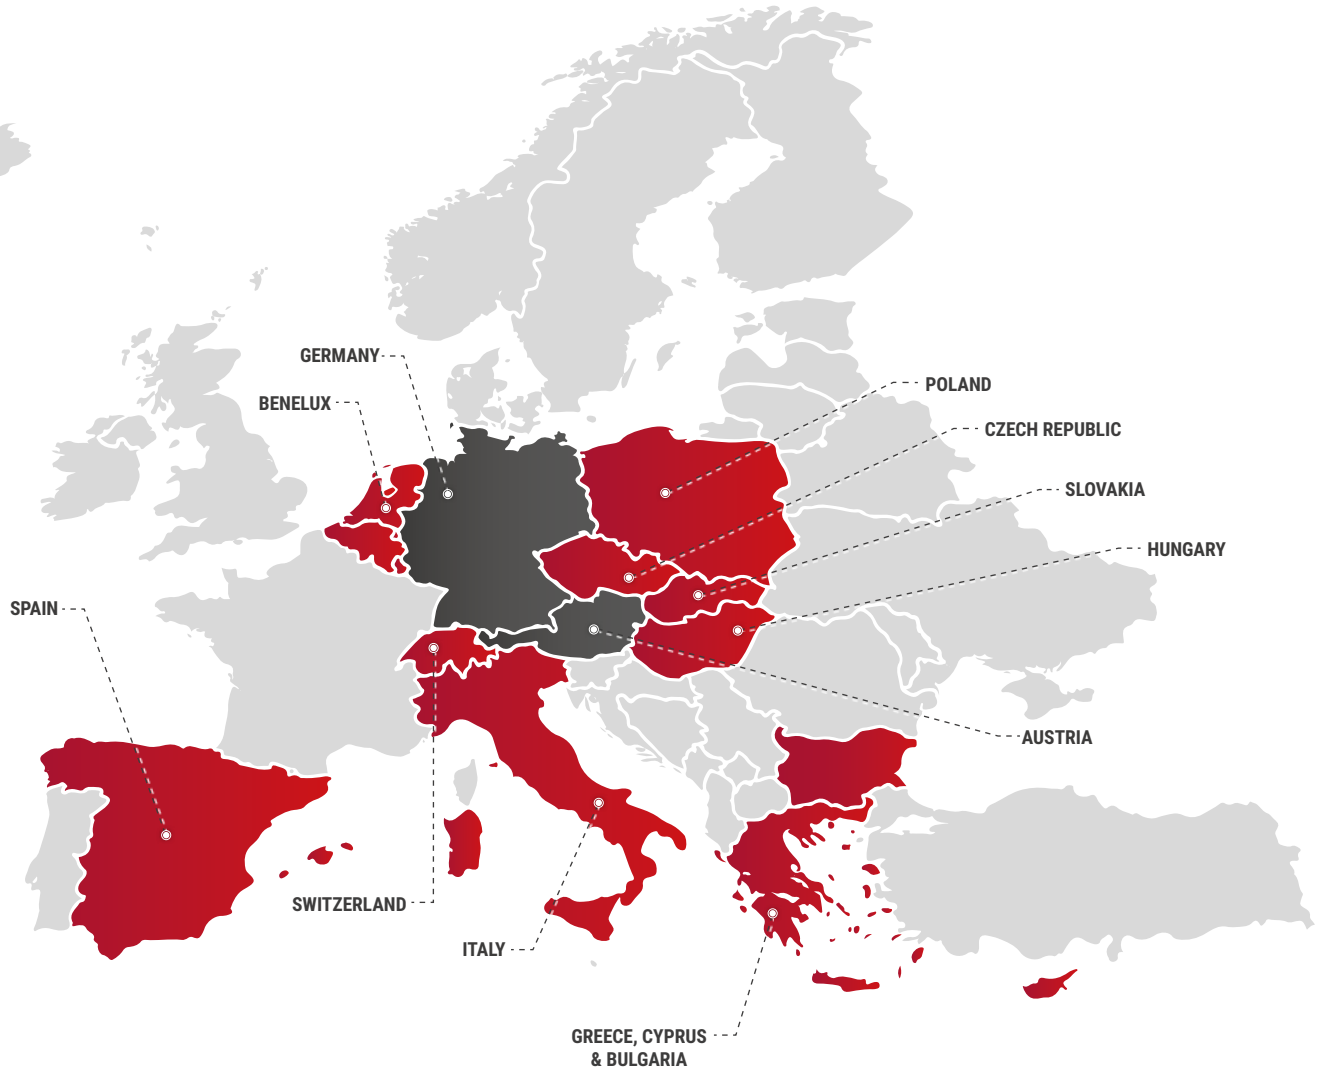 GERMANY
BENELUX
POLAND
CZECH REPUBLIC
SLOVAKIA
HUNGARY
SPAIN
AUSTRIA
SWITZERLAND
ITALY
GREECE, CYPRUS
& BULGARIA